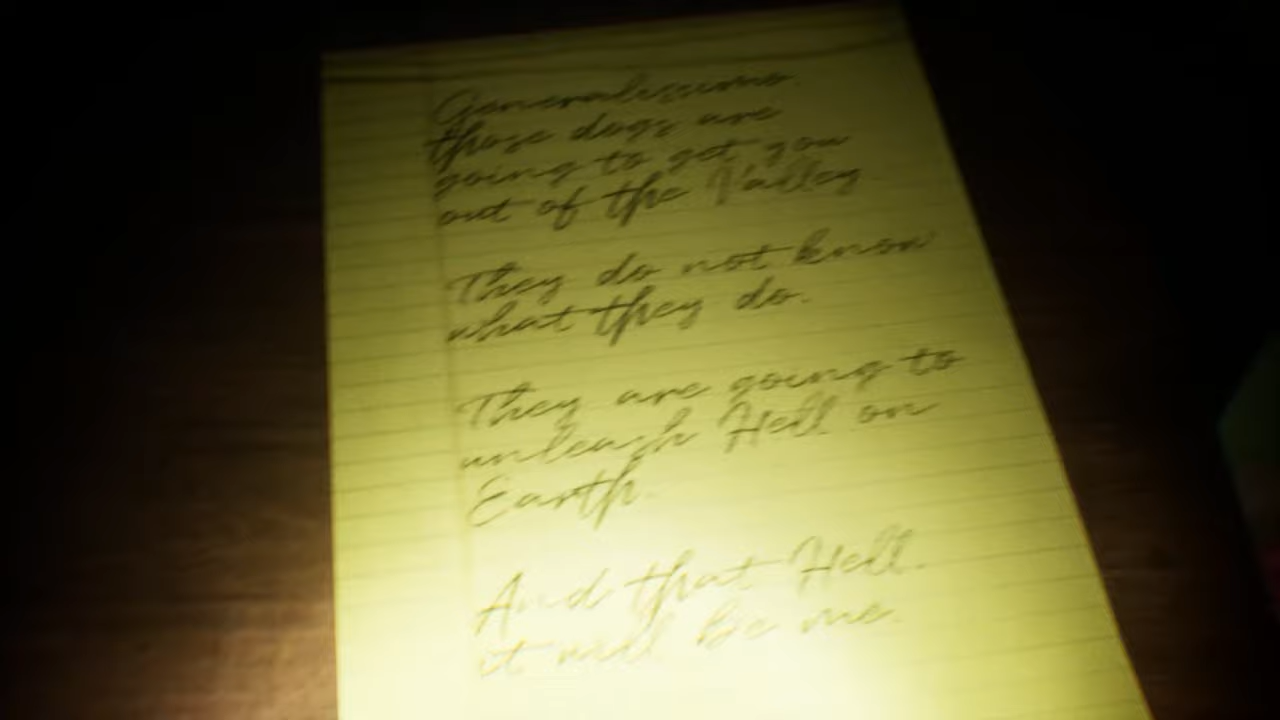 Generalissimo.
those dogs are
going to get you
out of the Valley.
They do not know
what they do.
They are going to
unleash Hell on
Earth.
And that Hell.
it will be me.